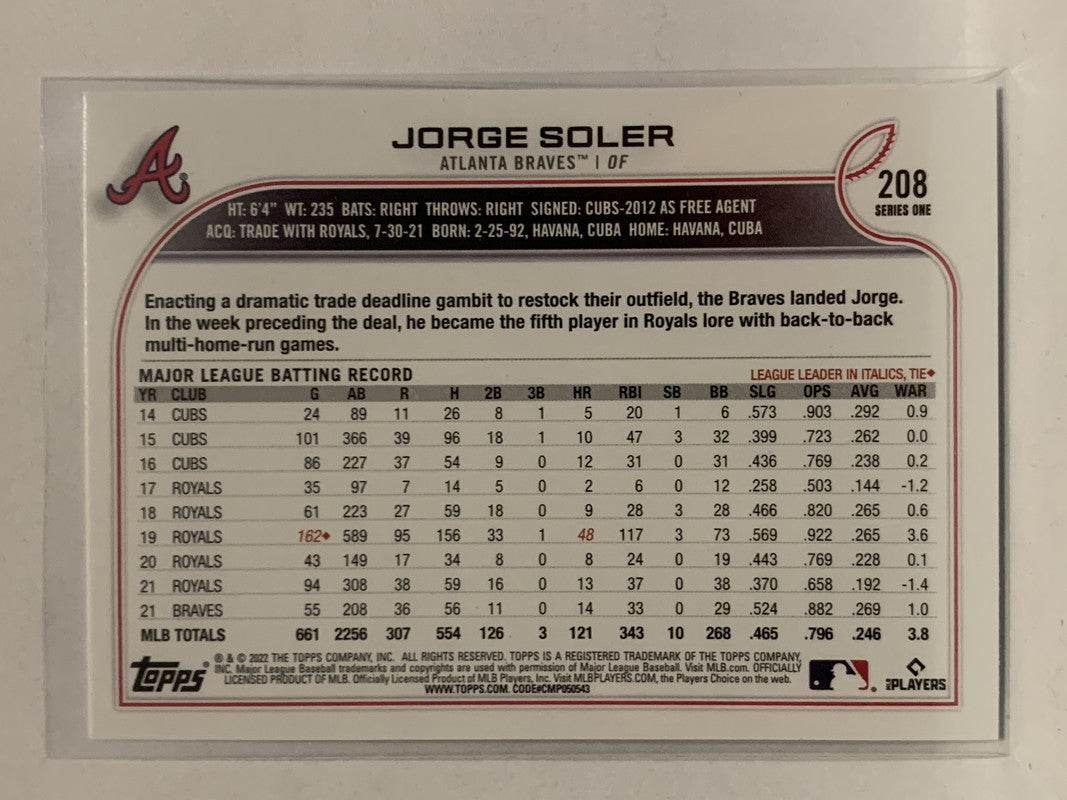 JORGE SOLER
ATLANTA BRAVES™ | OF
A
208
SERIES ONE
HT: 6'4" WT: 235 BATS: RIGHT THROWS: RIGHT SIGNED: CUBS-2012 AS FREE AGENT
ACQ: TRADE WITH ROYALS, 7-30-21 BORN: 2-25-92, HAVANA, CUBA HOME: HAVANA, CUBA
Enacting a dramatic trade deadline gambit to restock their outfield, the Braves landed Jorge.
In the week preceding the deal, he became the fifth player in Royals lore with back-to-back
multi-home-run games.
MAJOR LEAGUE BATTING RECORD LEAGUE LEADER IN ITALICS, TIE◆
YR CLUB G AB R H 2B 3B HR RBI SB BB SLG OPS AVG WAR
14 CUBS 24 89 11 26 8 1 5 20 1 6 .573 .903 .292 0.9
15 CUBS 101 366 39 96 18 1 10 47 3 32 .399 .723 .262 0.0
16 CUBS 86 227 37 54 9 0 12 31 0 31 .436 .769 .238 0.2
17 ROYALS 35 97 7 14 5 0 2 6 0 12 .258 .503 .144 -1.2
18 ROYALS 61 223 27 59 18 0 9 28 3 28 .466 .820 .265 0.6
19 ROYALS 162◆ 589 95 156 33 1 48 117 3 73 .569 .922 .265 3.6
20 ROYALS 43 149 17 34 8 0 8 24 0 19 .443 .769 .228 0.1
21 ROYALS 94 308 38 59 16 0 13 37 0 38 .370 .658 .192 -1.4
21 BRAVES 55 208 36 56 11 0 14 33 0 29 .524 .882 .269 1.0
MLB TOTALS 661 2256 307 554 126 3 121 343 10 268 .465 .796 .246 3.8
topps®
® & © 2022 THE TOPPS COMPANY, INC. ALL RIGHTS RESERVED. TOPPS IS A REGISTERED TRADEMARK OF THE TOPPS COMPANY,
INC. Major League Baseball trademarks and copyrights are used with permission of Major League Baseball. Visit MLB.com. OFFICIALLY
LICENSED PRODUCT OF MLB. Officially Licensed Product of MLB Players, Inc. Visit MLBPLAYERS.COM, the Players Choice on the web.
WWW.TOPPS.COM. CODE#CMP050543
MLB PLAYERS